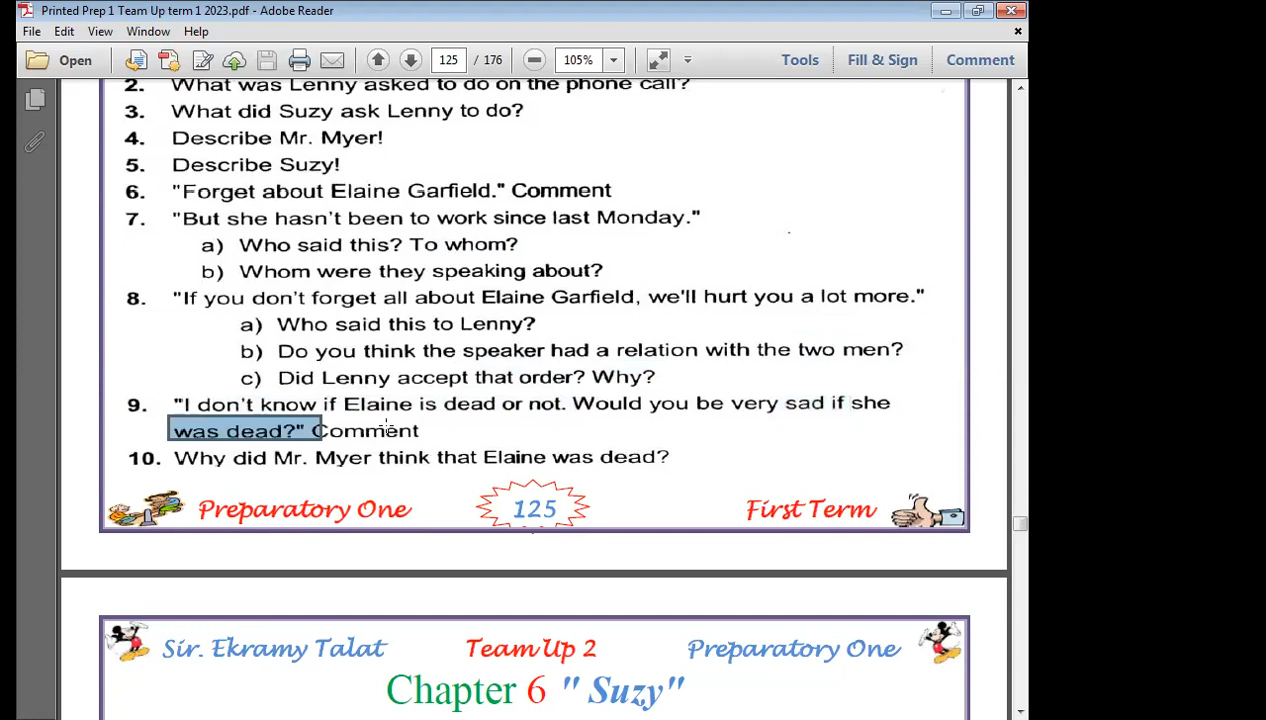 Printed Prep 1 Team Up term 1 2023.pdf - Adobe Reader
File Edit View Window Help
Open 125 / 176 105% Tools Fill & Sign Comment
2. What was Lenny asked to do on the phone call?
3. What did Suzy ask Lenny to do?
4. Describe Mr. Myer!
5. Describe Suzy!
6. "Forget about Elaine Garfield." Comment
7. "But she hasn't been to work since last Monday."
a) Who said this? To whom?
b) Whom were they speaking about?
8. "If you don't forget all about Elaine Garfield, we'll hurt you a lot more."
a) Who said this to Lenny?
b) Do you think the speaker had a relation with the two men?
c) Did Lenny accept that order? Why?
9. "I don't know if Elaine is dead or not. Would you be very sad if she
was dead?" Comment
10. Why did Mr. Myer think that Elaine was dead?
Preparatory One 125 First Term
Sir. Ekramy Talat Team Up 2 Preparatory One
Chapter 6 " Suzy"